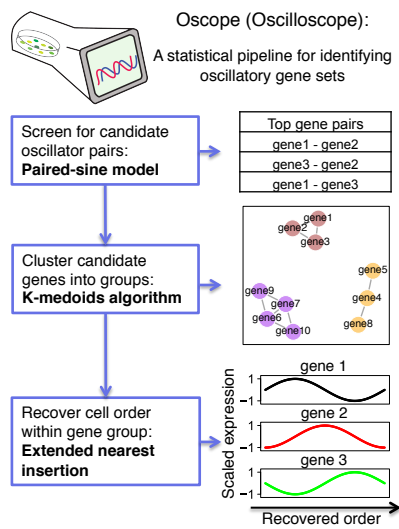 Oscope (Oscilloscope):
A statistical pipeline for identifying
oscillatory gene sets
Screen for candidate
oscillator pairs:
Paired-sine model
Top gene pairs
gene1 - gene2
gene3 - gene2
gene1 - gene3
Cluster candidate
genes into groups:
K-medoids algorithm
gene1
gene2
gene3
gene5
gene4
gene8
gene9
gene7
gene6
gene10
Recover cell order
within gene group:
Extended nearest
insertion
Scaled expression
gene 1
1
−1
gene 2
1
−1
gene 3
1
−1
Recovered order